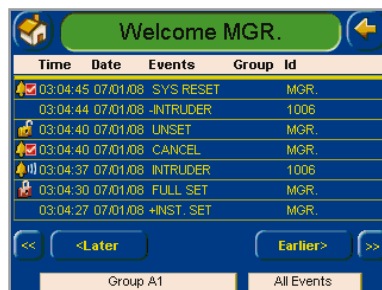 Welcome MGR.
Time Date Events Group Id
03:04:45 07/01/08 SYS RESET MGR.
03:04:44 07/01/08 -INTRUDER 1006
03:04:40 07/01/08 UNSET MGR.
03:04:40 07/01/08 CANCEL MGR.
03:04:37 07/01/08 INTRUDER 1006
03:04:30 07/01/08 FULL SET MGR.
03:04:27 07/01/08 +INST. SET MGR.
<< <Later Earlier> >>
Group A1 All Events